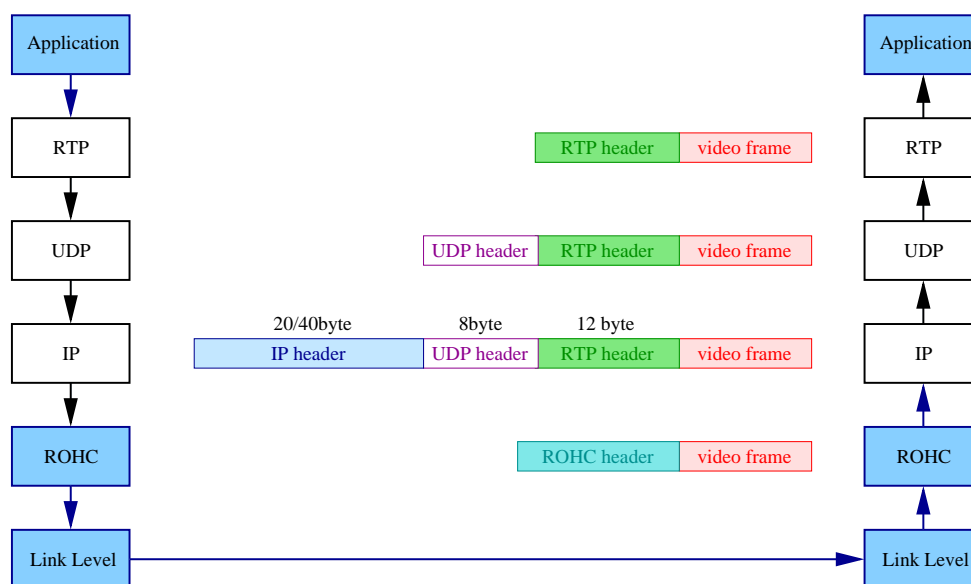 Application
Application
RTP
RTP header
video frame
RTP
UDP
UDP header
RTP header
video frame
UDP
20/40byte
8byte
12 byte
IP
IP header
UDP header
RTP header
video frame
IP
ROHC
ROHC header
video frame
ROHC
Link Level
Link Level